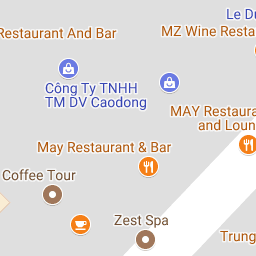 Le Du
Restaurant And Bar
MZ Wine Resta
Công Ty TNHH
TM DV Caodong
MAY Restaura
and Loun
May Restaurant & Bar
Coffee Tour
Zest Spa
Trung